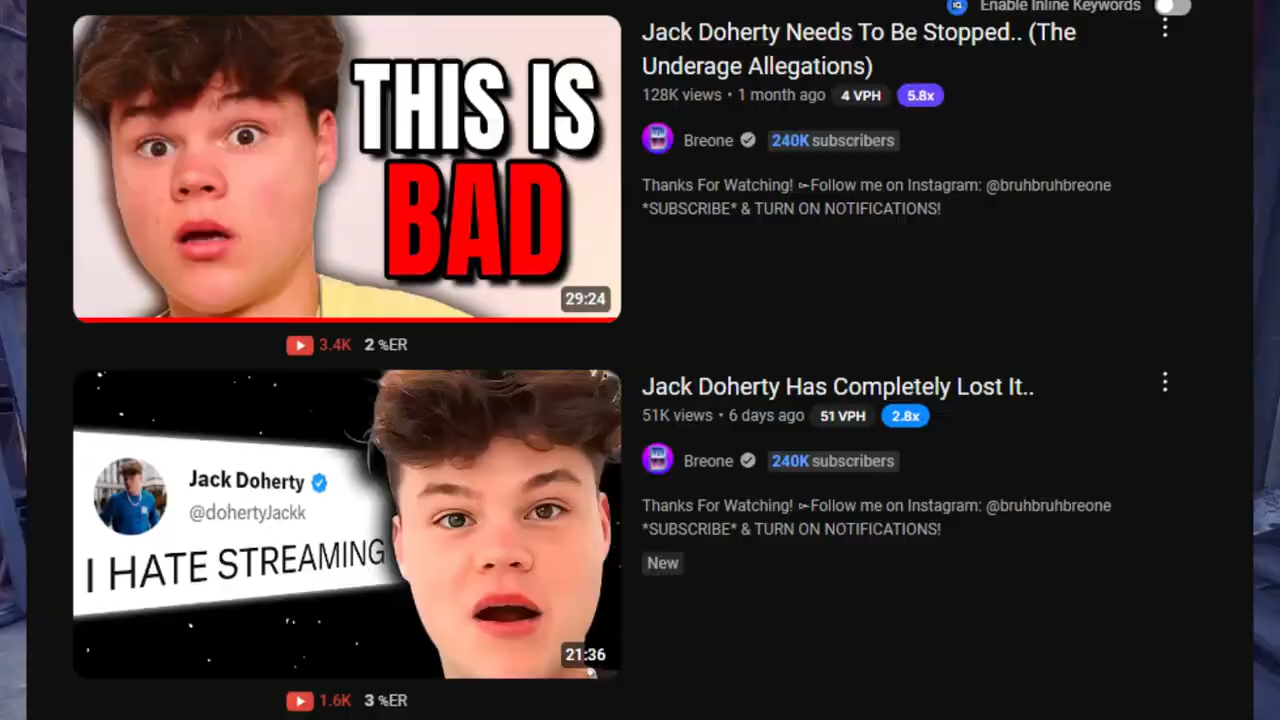 Enable Inline Keywords
THIS IS
BAD
29:24
3.4K 2 %ER
Jack Doherty Needs To Be Stopped.. (The
Underage Allegations)
128K views • 1 month ago 4 VPH 5.8x
Breone 240K subscribers
Thanks For Watching! ➳Follow me on Instagram: @bruhbruhbreone
*SUBSCRIBE* & TURN ON NOTIFICATIONS!
Jack Doherty
@dohertyJackk
I HATE STREAMING
21:36
1.6K 3 %ER
Jack Doherty Has Completely Lost It..
51K views • 6 days ago 51 VPH 2.8x
Breone 240K subscribers
Thanks For Watching! ➳Follow me on Instagram: @bruhbruhbreone
*SUBSCRIBE* & TURN ON NOTIFICATIONS!
New